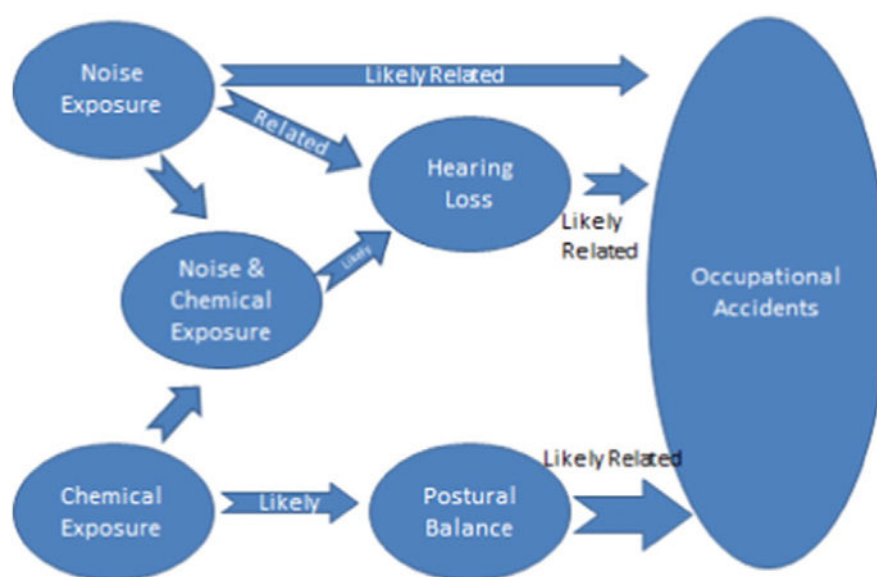 Noise
Exposure
Likely Related
Related
Hearing
Loss
Likely
Related
Noise &
Chemical
Exposure
Likely
Occupational
Accidents
Chemical
Exposure
Likely
Postural
Balance
Likely Related